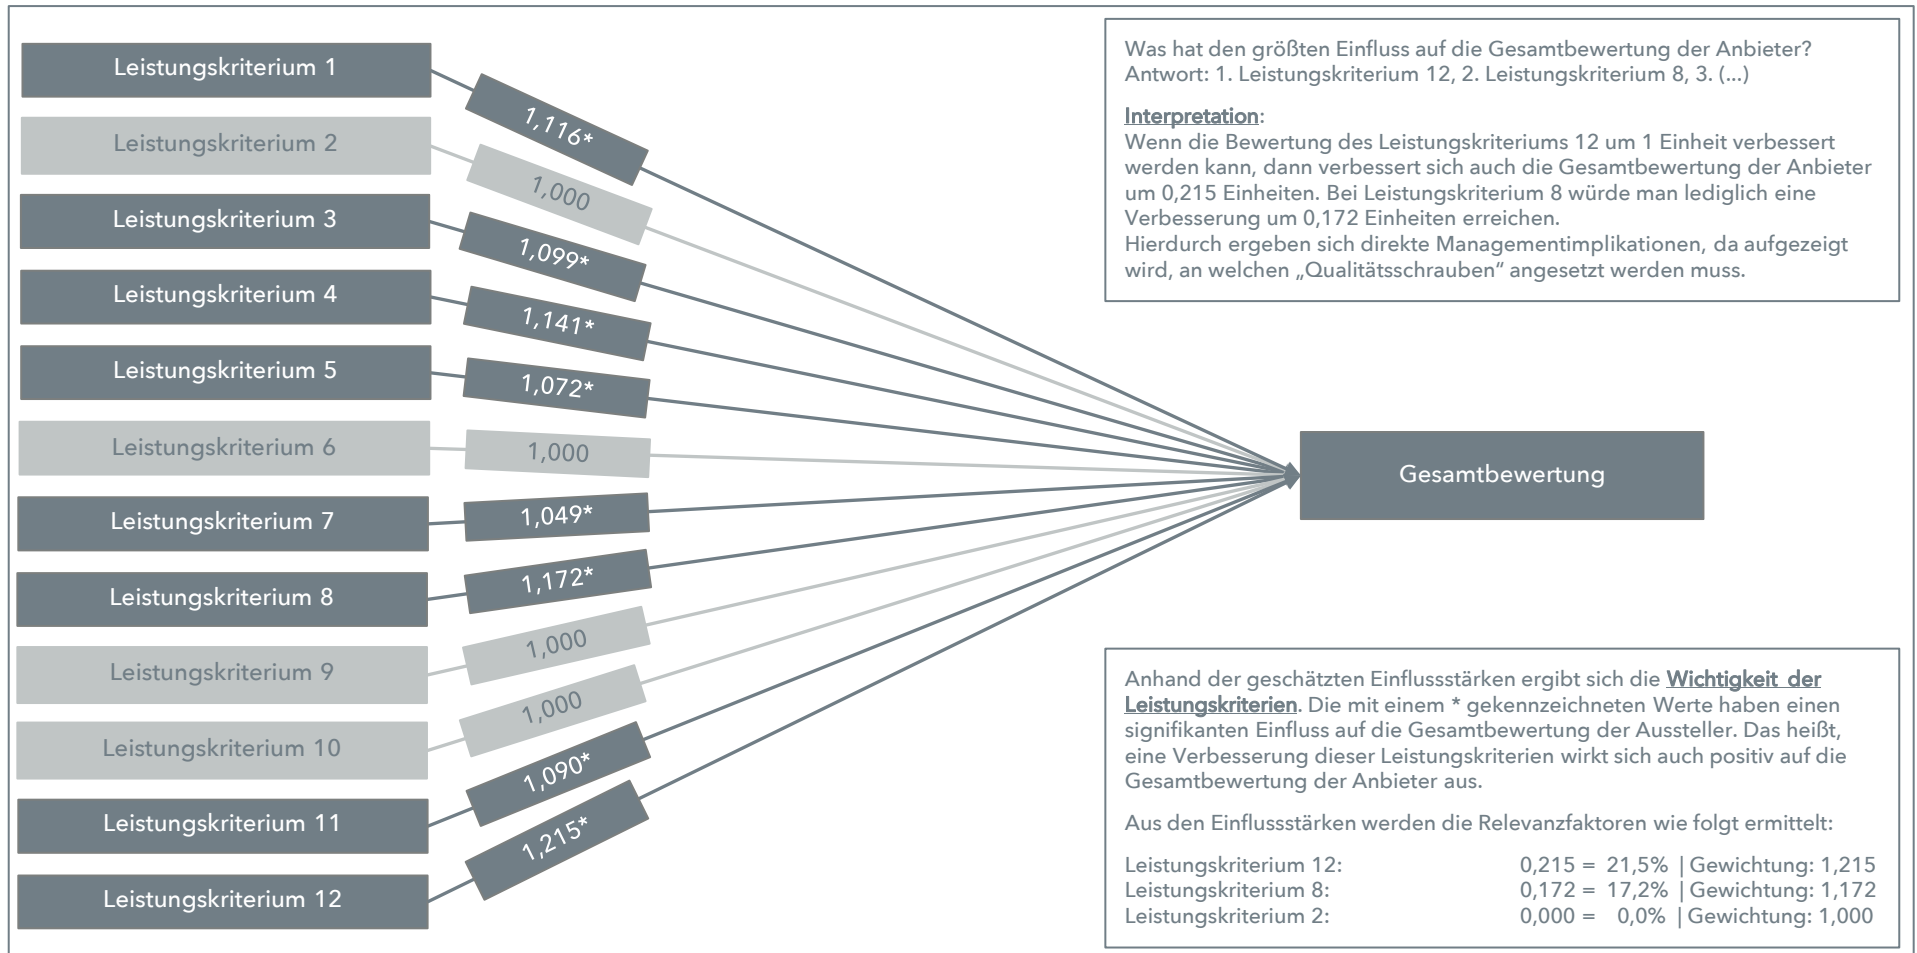 Leistungskriterium 1
1,116*
Leistungskriterium 2
1,000
Leistungskriterium 3
1,099*
Leistungskriterium 4
1,141*
Leistungskriterium 5
1,072*
Leistungskriterium 6
1,000
Leistungskriterium 7
1,049*
Leistungskriterium 8
1,172*
Leistungskriterium 9
1,000
Leistungskriterium 10
1,000
Leistungskriterium 11
1,090*
Leistungskriterium 12
1,215*
Gesamtbewertung
Was hat den größten Einfluss auf die Gesamtbewertung der Anbieter?
Antwort: 1. Leistungskriterium 12, 2. Leistungskriterium 8, 3. (...)
Interpretation:
Wenn die Bewertung des Leistungskriteriums 12 um 1 Einheit verbessert
werden kann, dann verbessert sich auch die Gesamtbewertung der Anbieter
um 0,215 Einheiten. Bei Leistungskriterium 8 würde man lediglich eine
Verbesserung um 0,172 Einheiten erreichen.
Hierdurch ergeben sich direkte Managementimplikationen, da aufgezeigt
wird, an welchen „Qualitätsschrauben“ angesetzt werden muss.
Anhand der geschätzten Einflussstärken ergibt sich die Wichtigkeit der
Leistungskriterien. Die mit einem * gekennzeichneten Werte haben einen
signifikanten Einfluss auf die Gesamtbewertung der Aussteller. Das heißt,
eine Verbesserung dieser Leistungskriterien wirkt sich auch positiv auf die
Gesamtbewertung der Anbieter aus.
Aus den Einflussstärken werden die Relevanzfaktoren wie folgt ermittelt:
Leistungskriterium 12: 0,215 = 21,5% | Gewichtung: 1,215
Leistungskriterium 8: 0,172 = 17,2% | Gewichtung: 1,172
Leistungskriterium 2: 0,000 = 0,0% | Gewichtung: 1,000